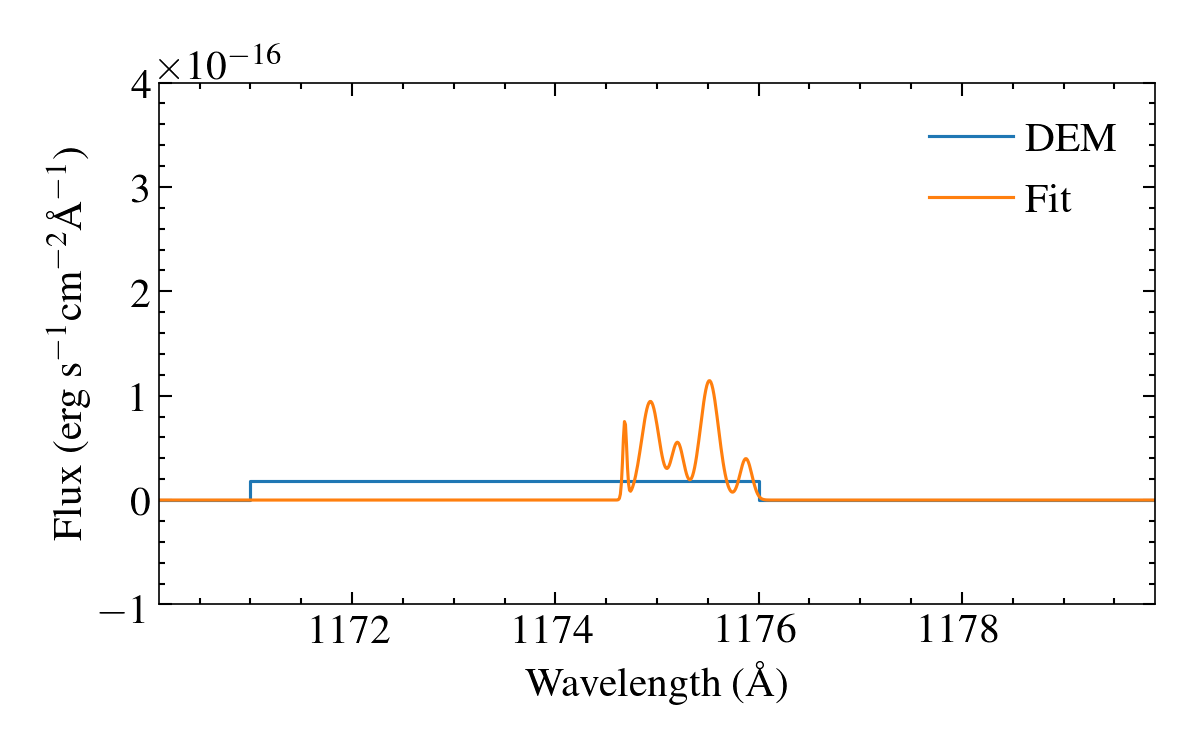 ×10⁻¹⁶
4
3
2
1
0
−1
DEM
Fit
Flux (erg s⁻¹cm⁻²Å⁻¹)
1172 1174 1176 1178
Wavelength (Å)